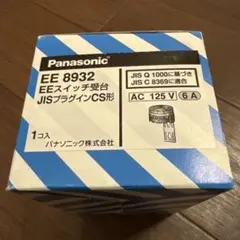 Panasonic
EE 8932
EEスイッチ受台
JISプラグインCS形
JIS Q 1000に基づき
JIS C 8369に適合
AC 125 V 6 A
1コ入
パナソニック株式会社